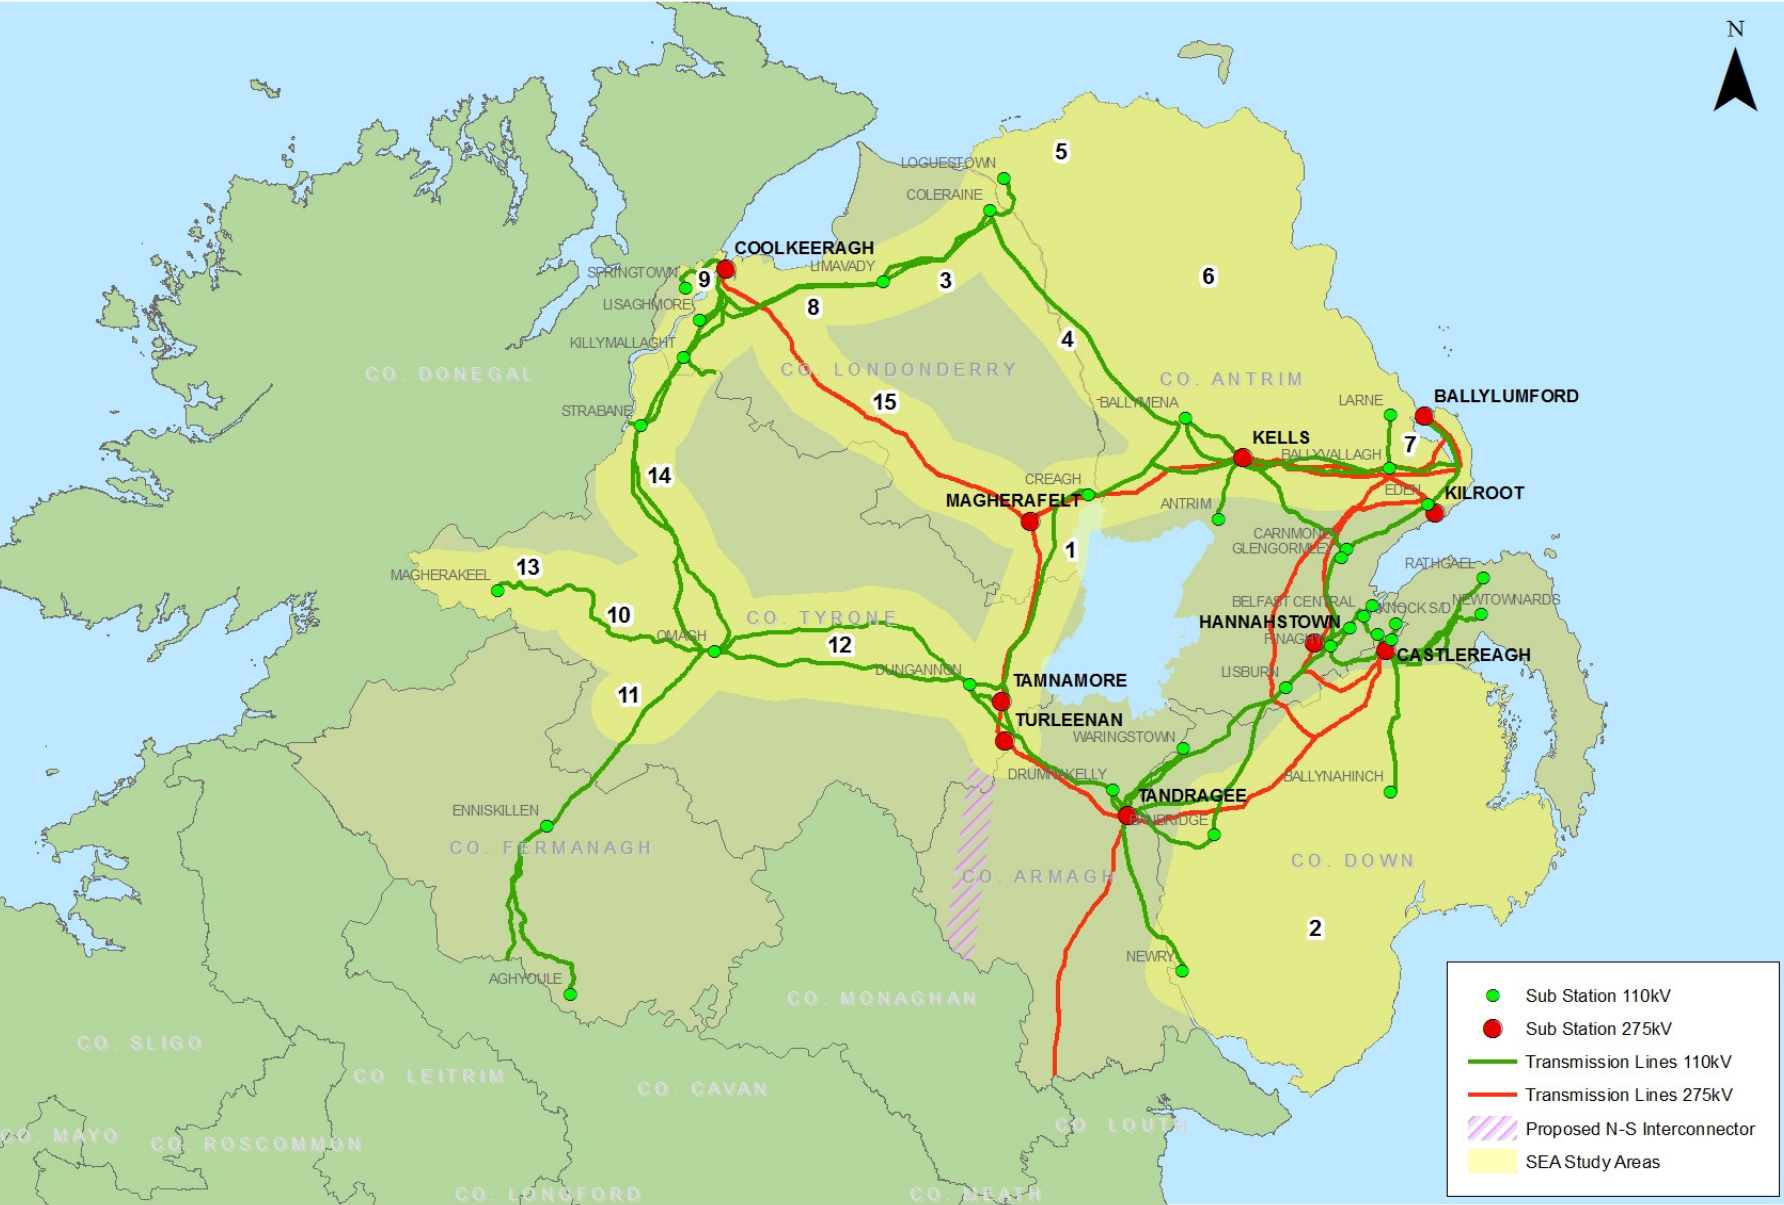 N
5
LOGUESTOWN
COLERAINE
COOLKEERAGH
LIMAVADY
SPRINGTOWN
9
3
6
LISAGHMORE
8
KILLYMALLAGHT
4
CO. DONEGAL
CO. LONDONDERRY
CO. ANTRIM
STRABANE
15
BALLYMENA
LARNE
BALLYLUMFORD
KELLS
7
BALLYVALLAGH
14
CREAGH
EDEN
KILROOT
MAGHERAFELT
ANTRIM
CARNMONEY
1
GLENGORMLEY
13
MAGHERAKEEL
RATHGAEL
BELFAST CENTRAL
KNOCK S/D
NEWTOWNARDS
10
CO. TYRONE
HANNAHSTOWN
OMAGH
12
FINAGHY
CASTLEREAGH
DUNGANNON
LISBURN
TAMNAMORE
11
TURLEENAN
WARINGSTOWN
DRUMNAKELLY
BALLYNAHINCH
TANDRAGEE
ENNISKILLEN
BANBRIDGE
CO. FERMANAGH
CO. DOWN
CO. ARMAGH
2
NEWRY
AGHYOULE
CO. MONAGHAN
CO. SLIGO
CO. LEITRIM
CO. CAVAN
CO. LOUTH
CO. MAYO
CO. ROSCOMMON
CO. LONGFORD
CO. MEATH
Sub Station 110kV
Sub Station 275kV
Transmission Lines 110kV
Transmission Lines 275kV
Proposed N-S Interconnector
SEA Study Areas